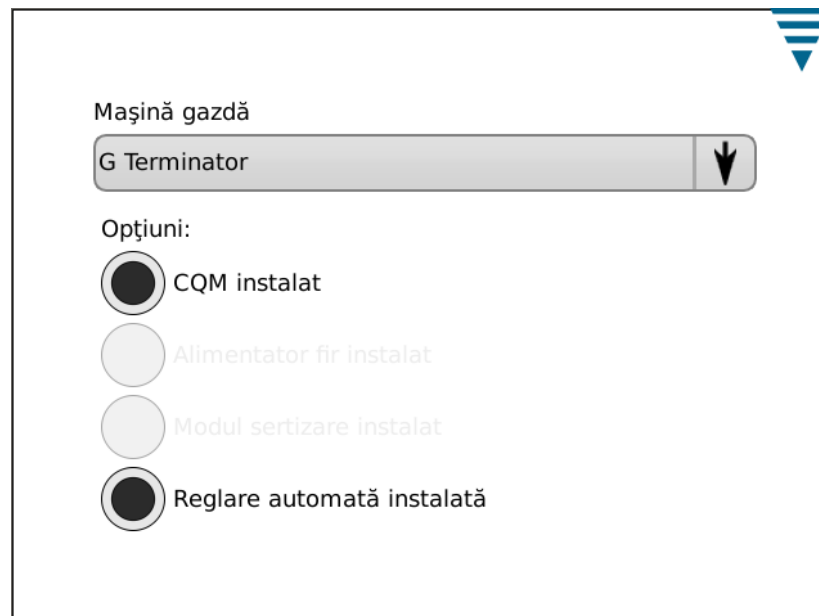 Maşină gazdă
G Terminator
Opţiuni:
CQM instalat
Alimentator fir instalat
Modul sertizare instalat
Reglare automată instalată